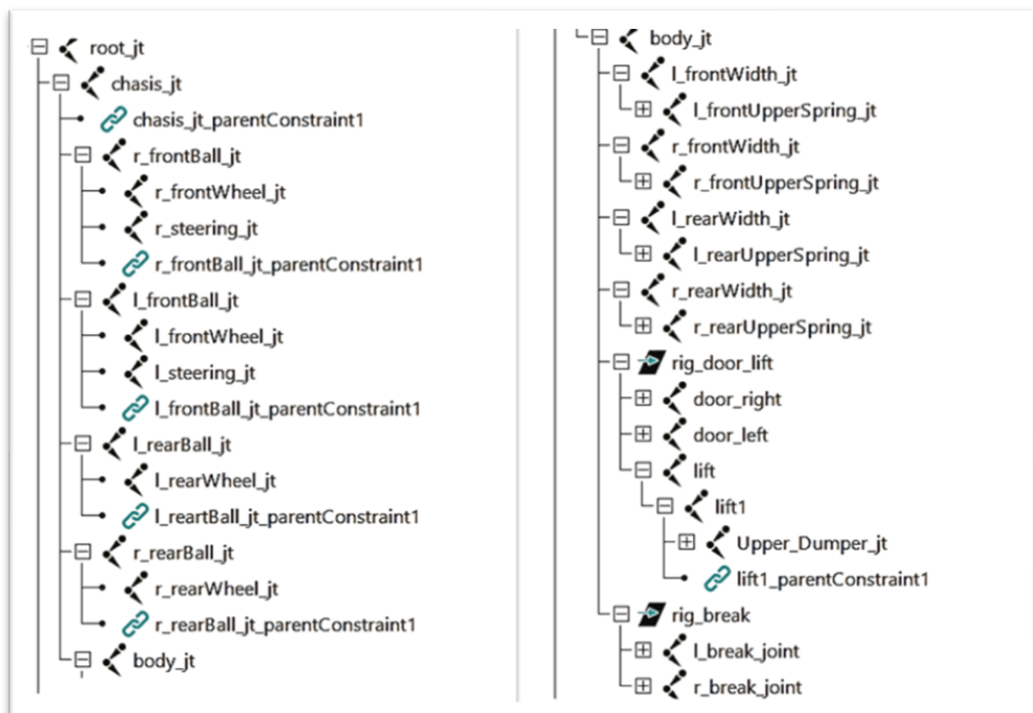 root_jt
chasis_jt
chasis_jt_parentConstraint1
r_frontBall_jt
r_frontWheel_jt
r_steering_jt
r_frontBall_jt_parentConstraint1
l_frontBall_jt
l_frontWheel_jt
l_steering_jt
l_frontBall_jt_parentConstraint1
l_rearBall_jt
l_rearWheel_jt
l_reartBall_jt_parentConstraint1
r_rearBall_jt
r_rearWheel_jt
r_rearBall_jt_parentConstraint1
body_jt
body_jt
l_frontWidth_jt
l_frontUpperSpring_jt
r_frontWidth_jt
r_frontUpperSpring_jt
l_rearWidth_jt
l_rearUpperSpring_jt
r_rearWidth_jt
r_rearUpperSpring_jt
rig_door_lift
door_right
door_left
lift
lift1
Upper_Dumper_jt
lift1_parentConstraint1
rig_break
l_break_joint
r_break_joint